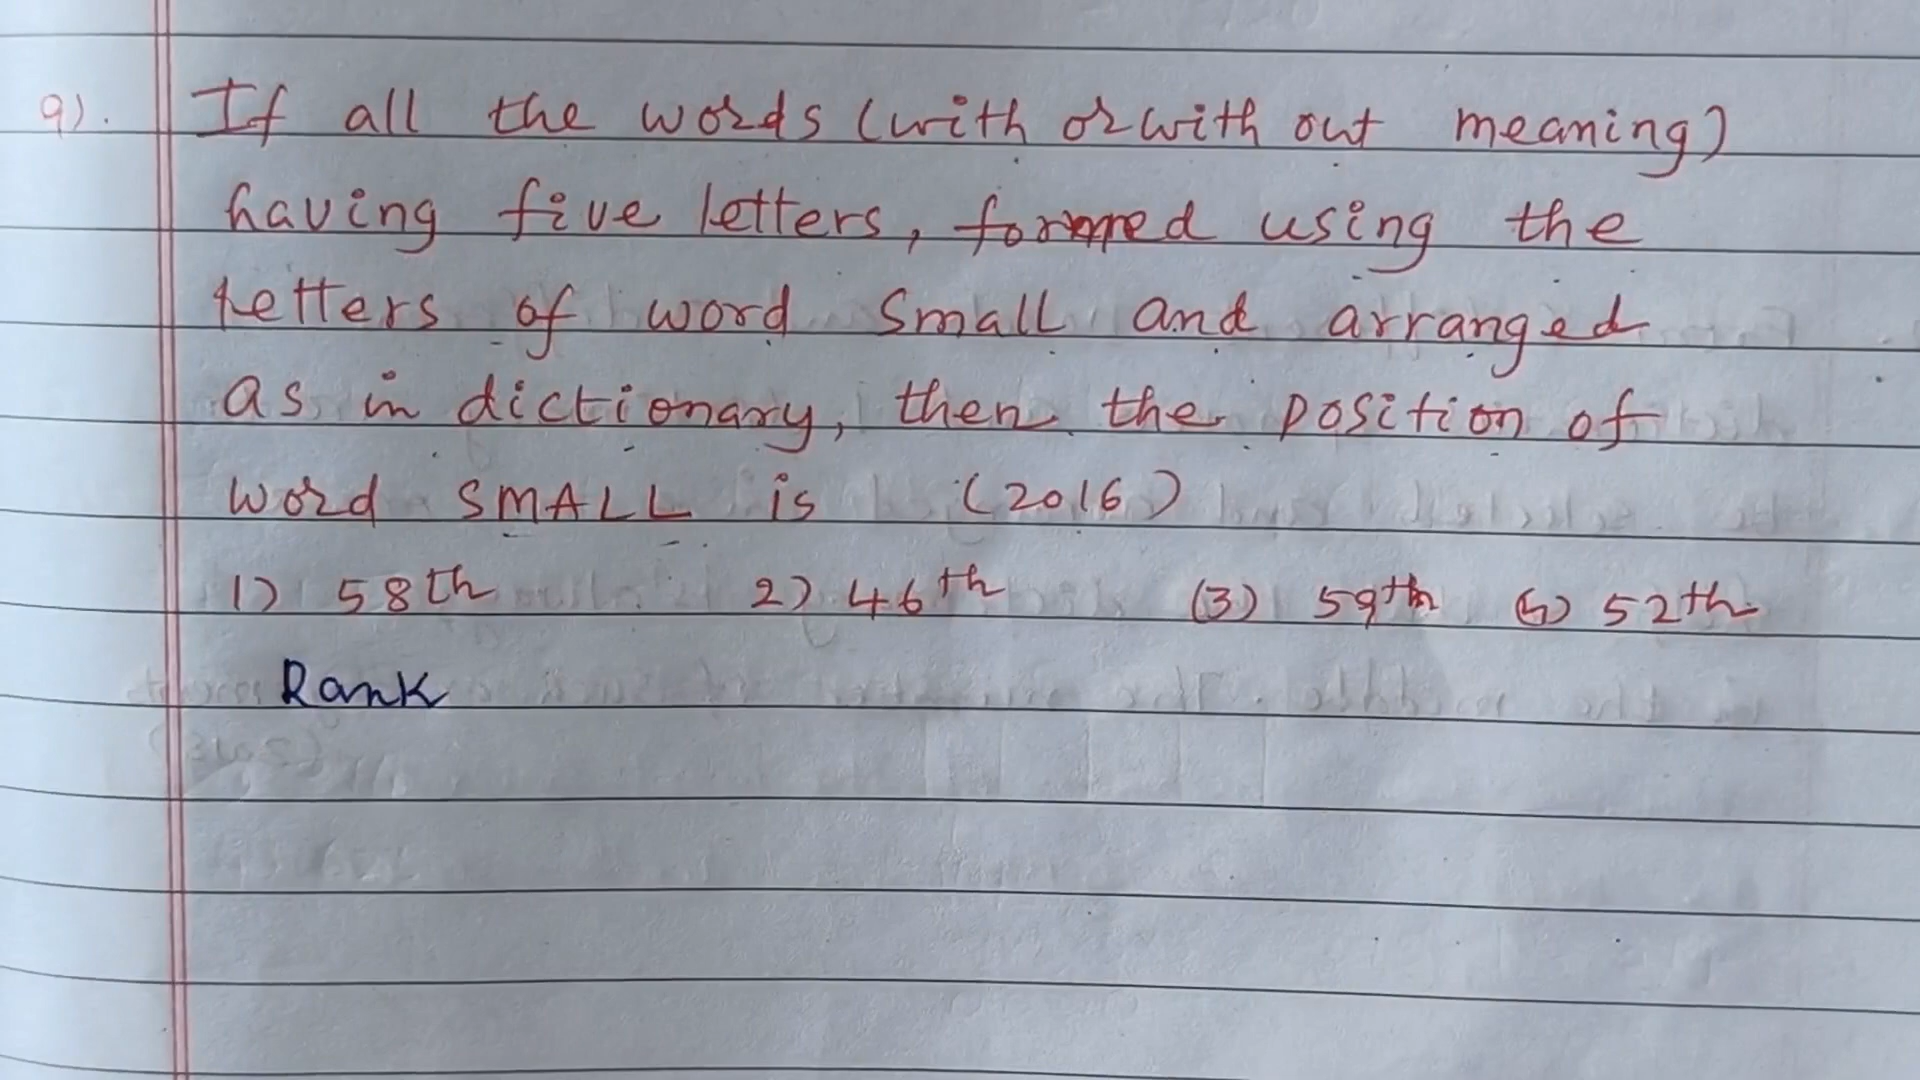 9). If all the words (with or with out meaning)
having five letters, formed using the
letters of word Small and arranged
as in dictionary, then the position of
word SMALL is (2016)
1) 58th 2) 46th (3) 59th (4) 52th
Rank